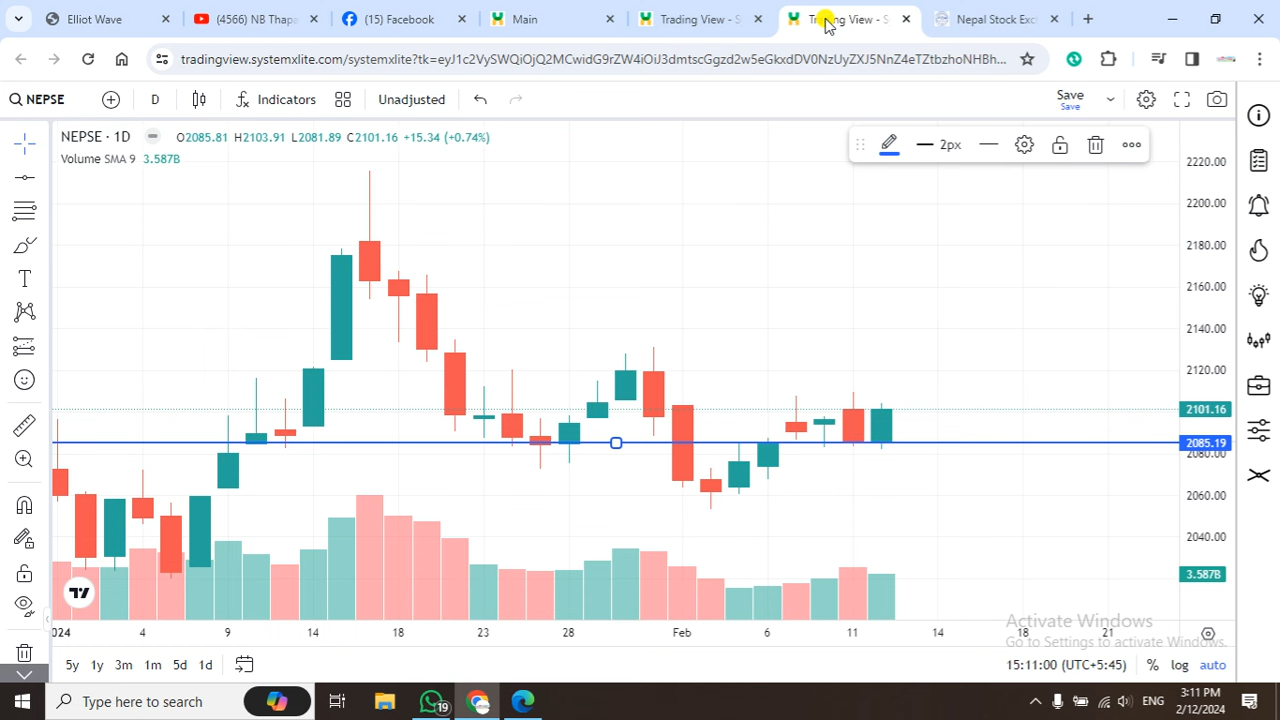 Elliot Wave
(4566) NB Thapa
(15) Facebook
Main
Trading View - S
Nepal Stock Exc
tradingview.systemxlite.com/systemxlite?tk=eyJ1c2VySWQiOjQ2MCwidG9rZW4iOiJ3dmtscGgzd2w5eGkxdDV0NzUyZXJ5NnZ4eTZtbzhoNHBh...
NEPSE
D
Indicators
Unadjusted
Save
Save
NEPSE · 1D
O2085.81 H2103.91 L2081.89 C2101.16 +15.34 (+0.74%)
Volume SMA 9 3.587B
2px
2220.00
2200.00
2180.00
2160.00
2140.00
2120.00
2101.16
2085.19
2080.00
2060.00
2040.00
3.587B
024
4
9
14
18
23
28
Feb
6
11
14
18
21
Activate Windows
Go to Settings to activate Windows.
5y 1y 3m 1m 5d 1d
15:11:00 (UTC+5:45)
% log auto
Type here to search
19
ENG
3:11 PM
2/12/2024